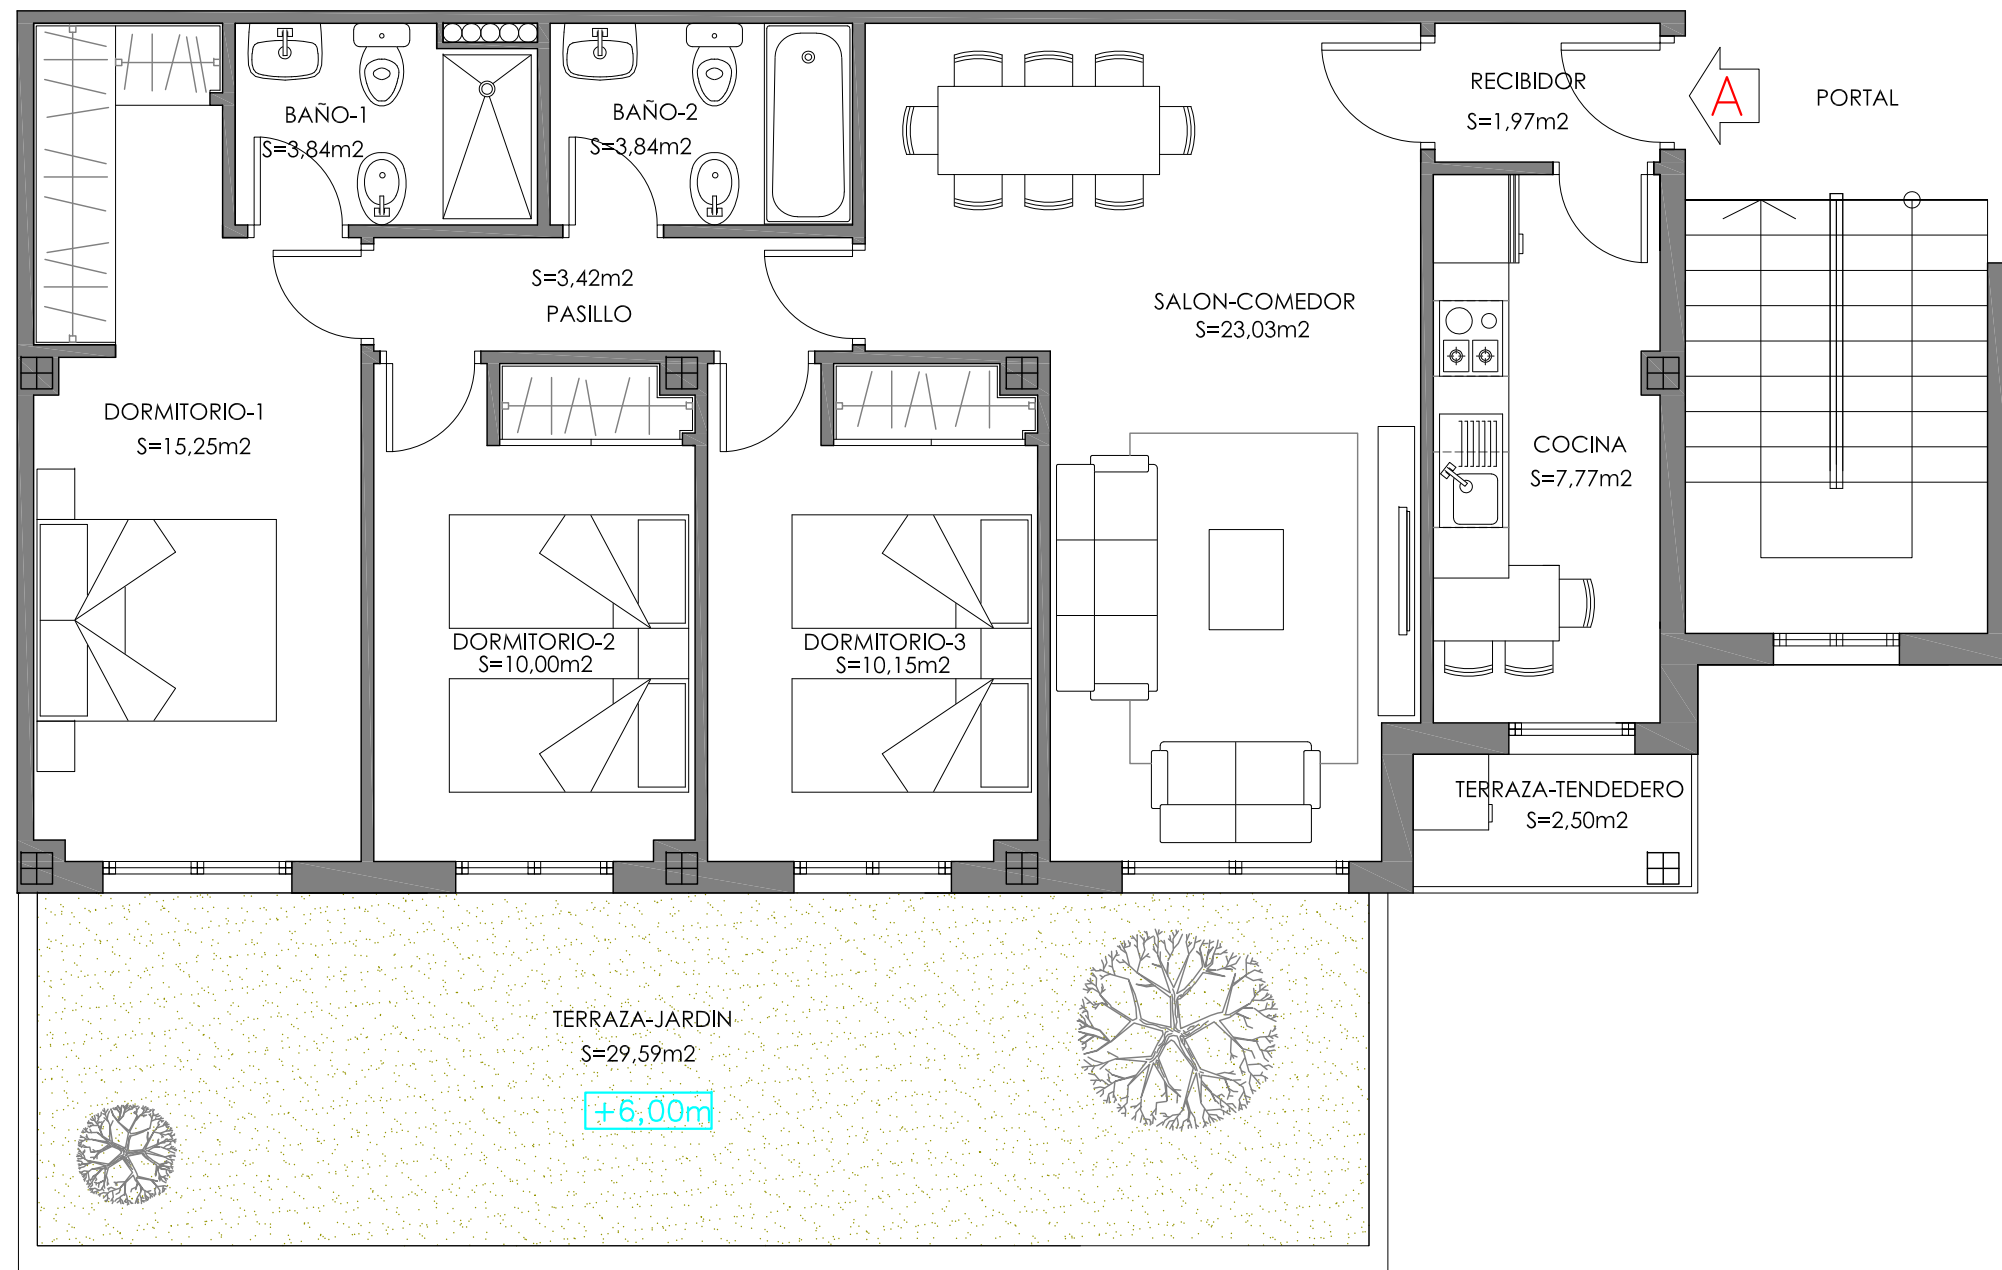 BAÑO-1
S=3,84m2
BAÑO-2
S=3,84m2
RECIBIDOR
S=1,97m2
A
PORTAL
S=3,42m2
PASILLO
SALON-COMEDOR
S=23,03m2
DORMITORIO-1
S=15,25m2
COCINA
S=7,77m2
DORMITORIO-2
S=10,00m2
DORMITORIO-3
S=10,15m2
TERRAZA-TENDEDERO
S=2,50m2
TERRAZA-JARDIN
S=29,59m2
+6,00m